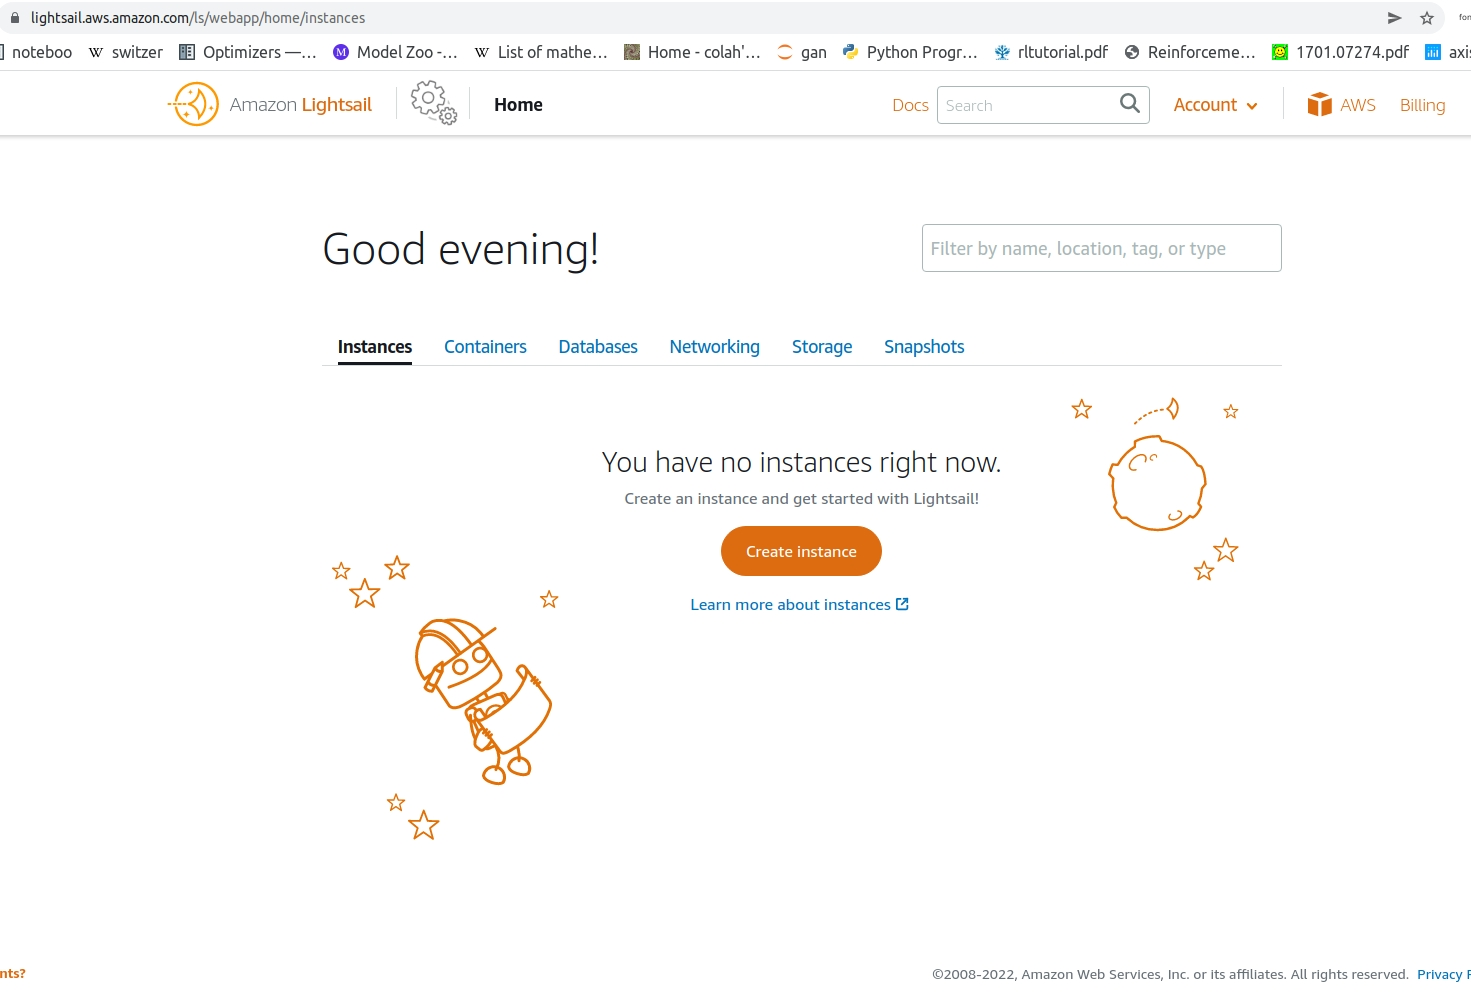 lightsail.aws.amazon.com/ls/webapp/home/instances
noteboo W switzer Optimizers —,... M Model Zoo -... W List of mathe... Home - colah'... gan Python Progr... rltutorial.pdf Reinforceme... 1701.07274.pdf axis
Amazon Lightsail Home Docs Search Account AWS Billing
Good evening! Filter by name, location, tag, or type
Instances Containers Databases Networking Storage Snapshots
You have no instances right now.
Create an instance and get started with Lightsail!
Create instance
Learn more about instances
nts? ©2008-2022, Amazon Web Services, Inc. or its affiliates. All rights reserved. Privacy